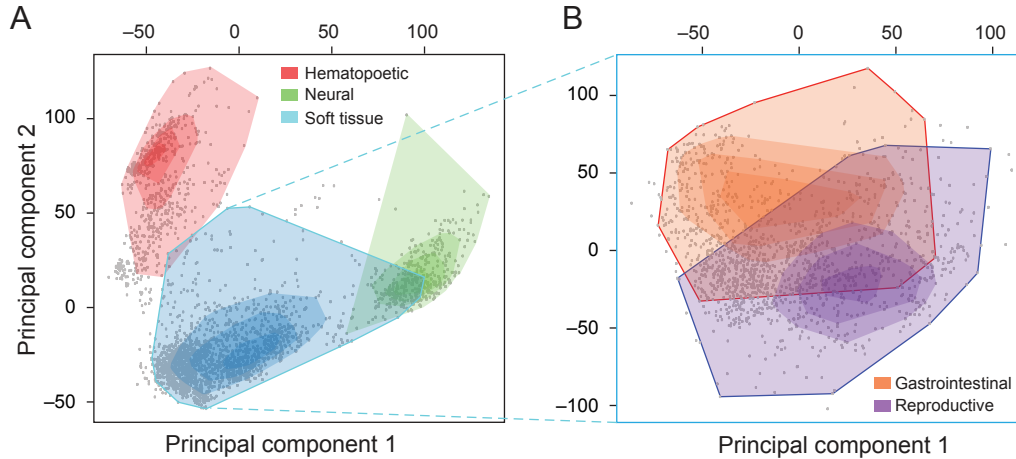 A
B
–50 0 50 100
–50 0 50 100
Hematopoetic
Neural
Soft tissue
Principal component 2
100
50
0
–50
100
50
0
–50
–100
Gastrointestinal
Reproductive
Principal component 1
Principal component 1